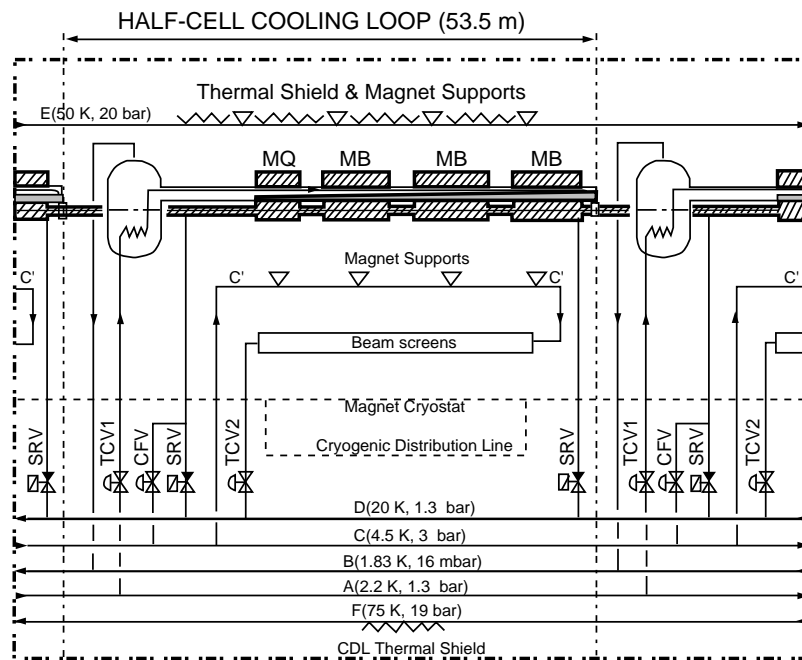 HALF-CELL COOLING LOOP (53.5 m)
Thermal Shield & Magnet Supports
E(50 K, 20 bar)
MQ MB MB MB
Magnet Supports
C' C' C'
Beam screens
Magnet Cryostat
Cryogenic Distribution Line
SRV TCV1 CFV SRV TCV2 SRV TCV1 CFV SRV TCV2
D(20 K, 1.3 bar)
C(4.5 K, 3 bar)
B(1.83 K, 16 mbar)
A(2.2 K, 1.3 bar)
F(75 K, 19 bar)
CDL Thermal Shield